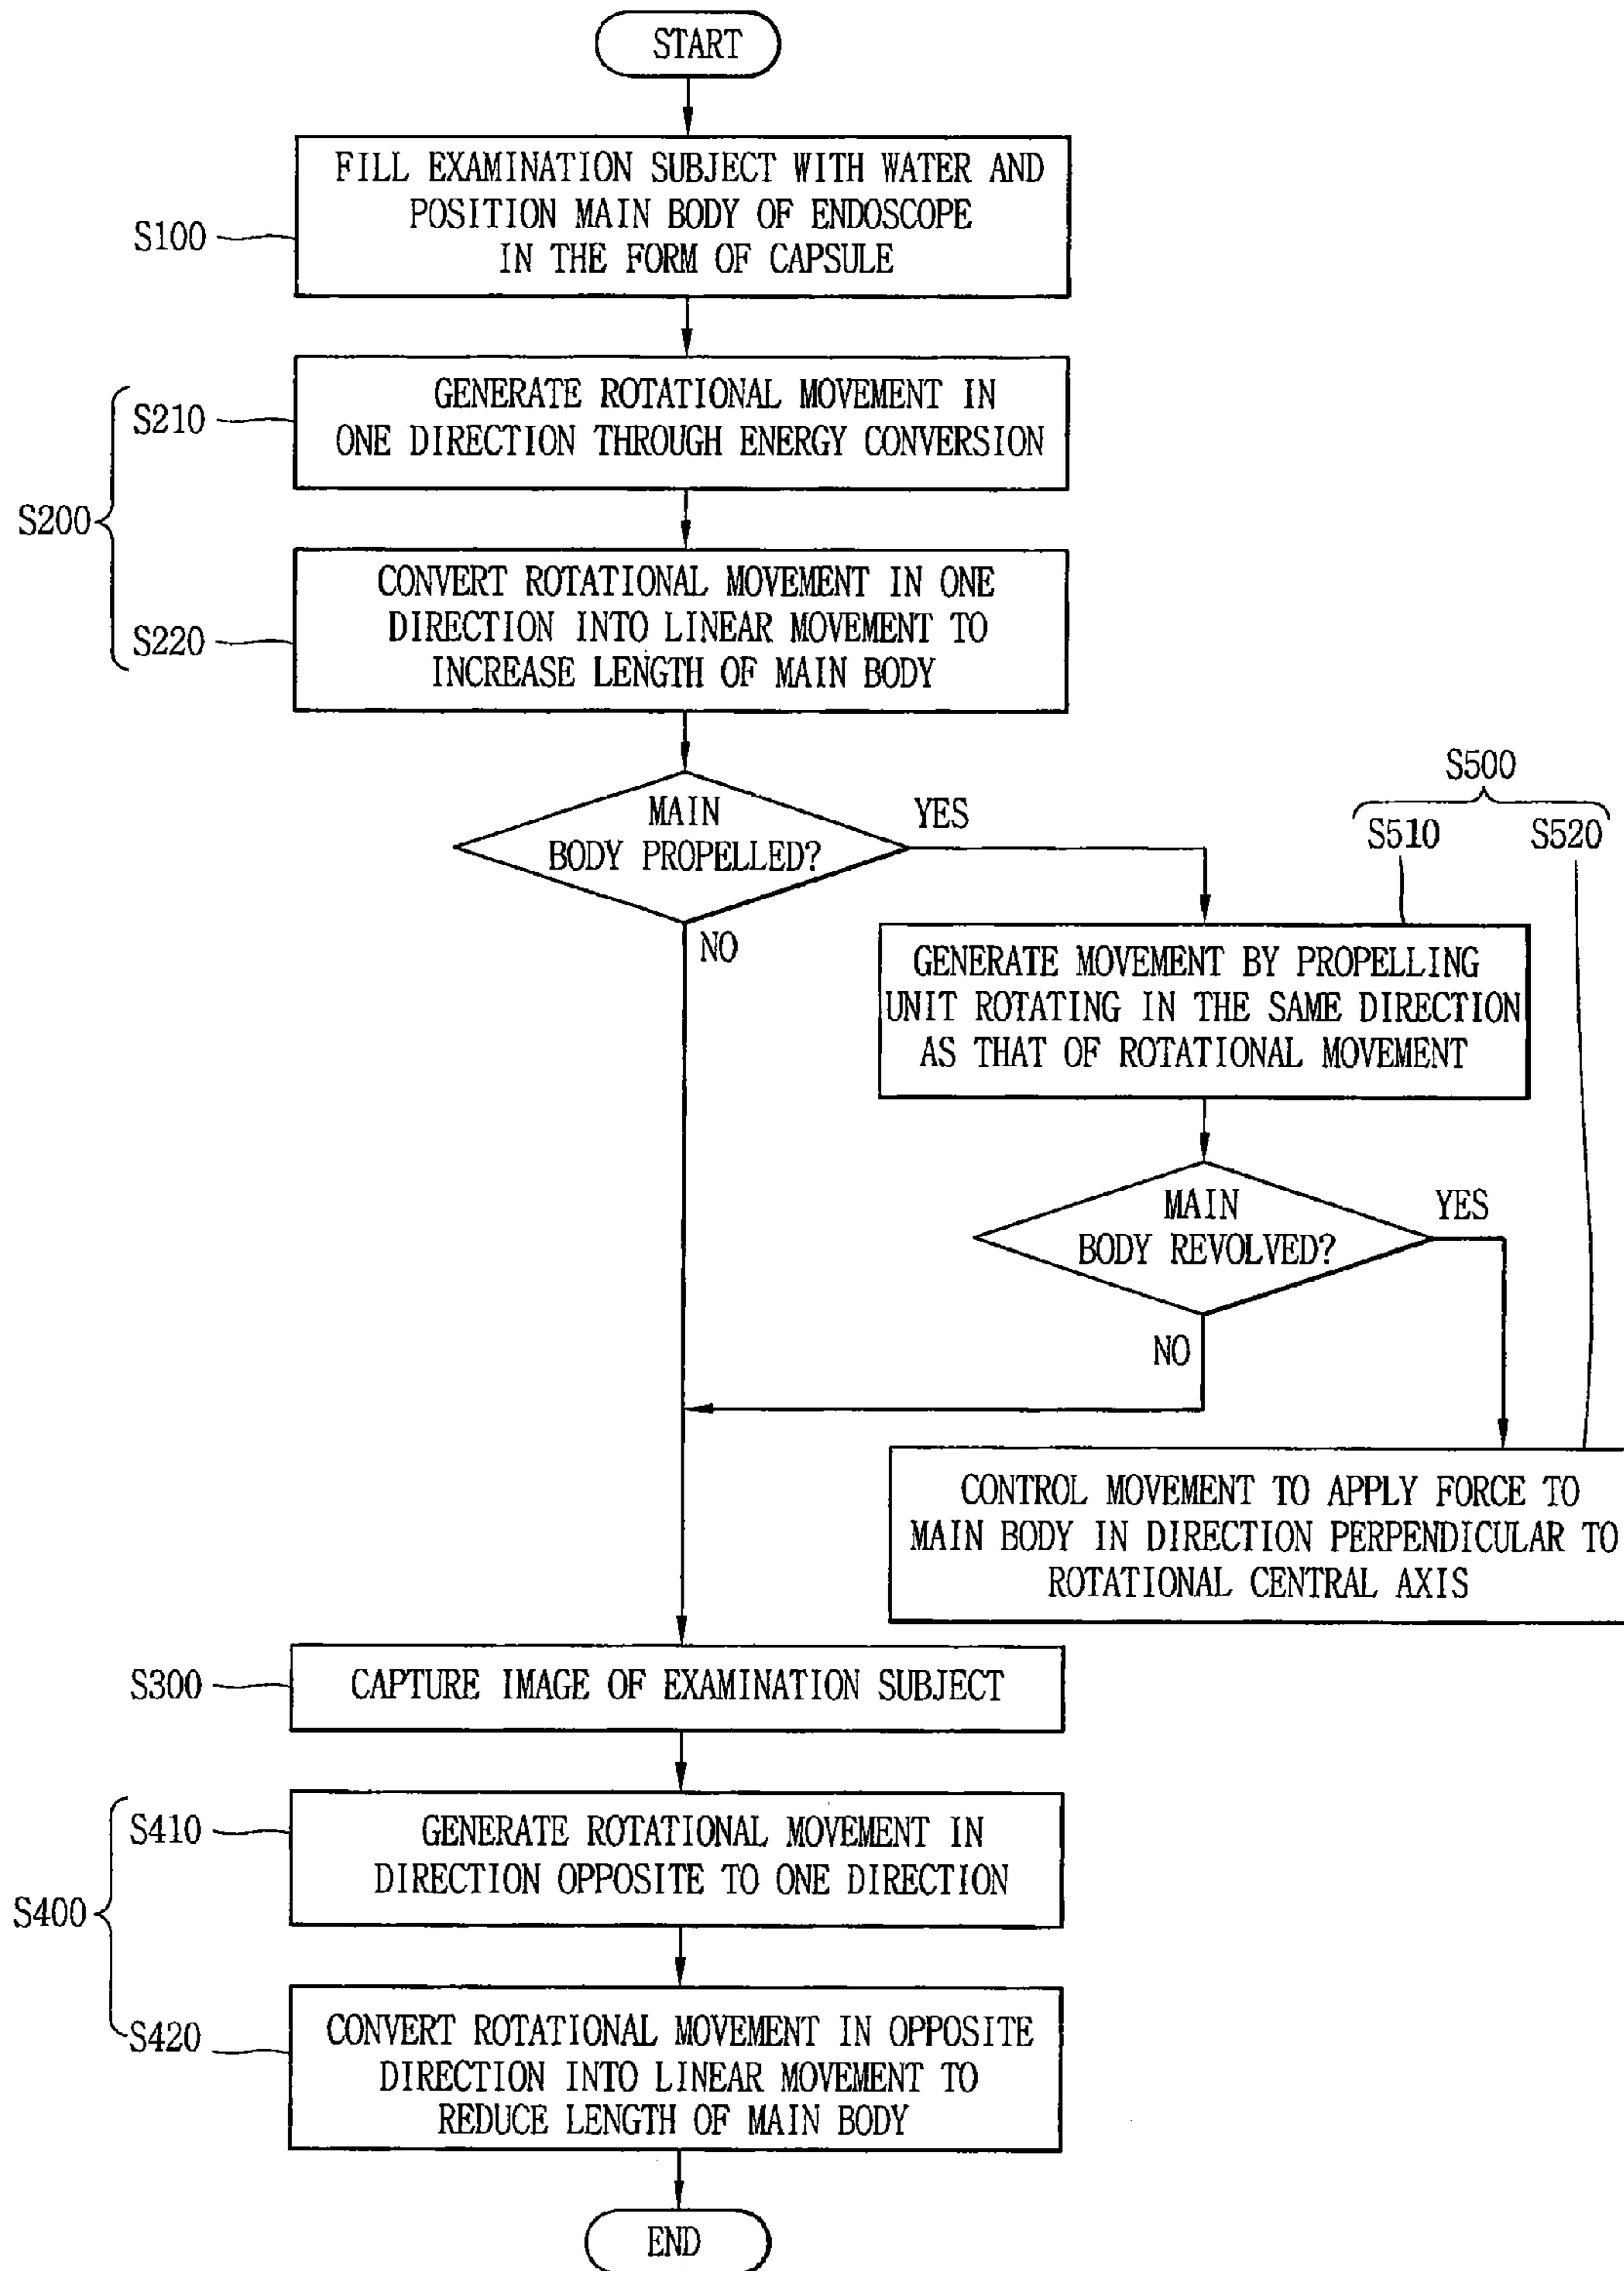 START
FILL EXAMINATION SUBJECT WITH WATER AND
POSITION MAIN BODY OF ENDOSCOPE
IN THE FORM OF CAPSULE
S100
GENERATE ROTATIONAL MOVEMENT IN
ONE DIRECTION THROUGH ENERGY CONVERSION
S210
S200
CONVERT ROTATIONAL MOVEMENT IN ONE
DIRECTION INTO LINEAR MOVEMENT TO
INCREASE LENGTH OF MAIN BODY
S220
MAIN
BODY PROPELLED?
YES
NO
S500
S510
S520
GENERATE MOVEMENT BY PROPELLING
UNIT ROTATING IN THE SAME DIRECTION
AS THAT OF ROTATIONAL MOVEMENT
MAIN
BODY REVOLVED?
YES
NO
CONTROL MOVEMENT TO APPLY FORCE TO
MAIN BODY IN DIRECTION PERPENDICULAR TO
ROTATIONAL CENTRAL AXIS
S300
CAPTURE IMAGE OF EXAMINATION SUBJECT
S410
GENERATE ROTATIONAL MOVEMENT IN
DIRECTION OPPOSITE TO ONE DIRECTION
S400
S420
CONVERT ROTATIONAL MOVEMENT IN OPPOSITE
DIRECTION INTO LINEAR MOVEMENT TO
REDUCE LENGTH OF MAIN BODY
END